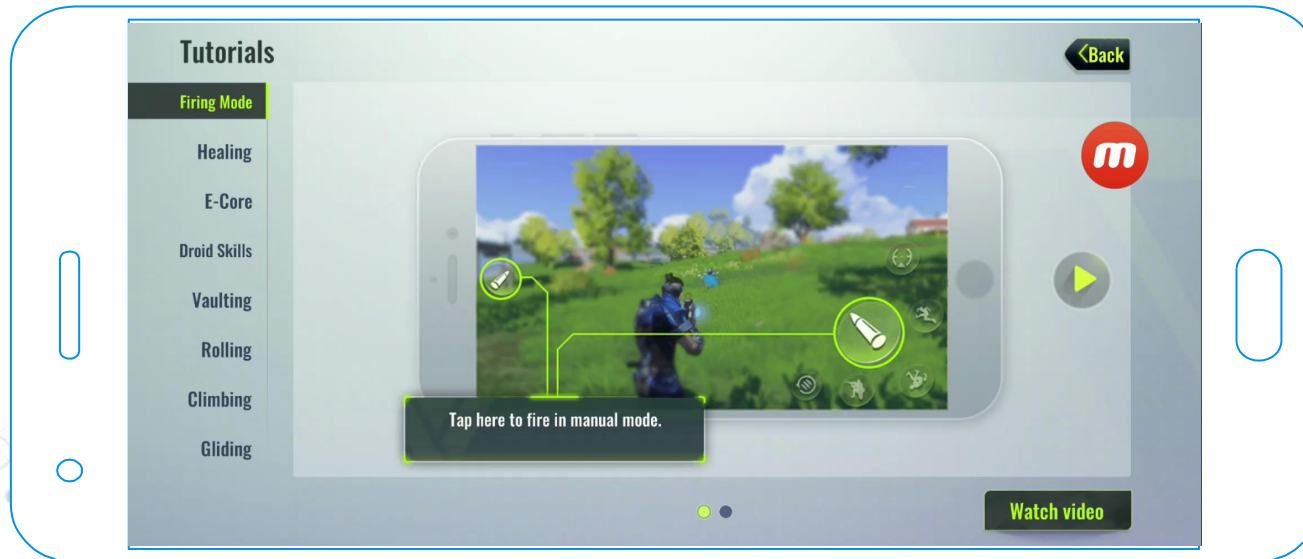 Tutorials
Back
Firing Mode
Healing
E-Core
Droid Skills
Vaulting
Rolling
Climbing
Gliding
m
Tap here to fire in manual mode.
Watch video